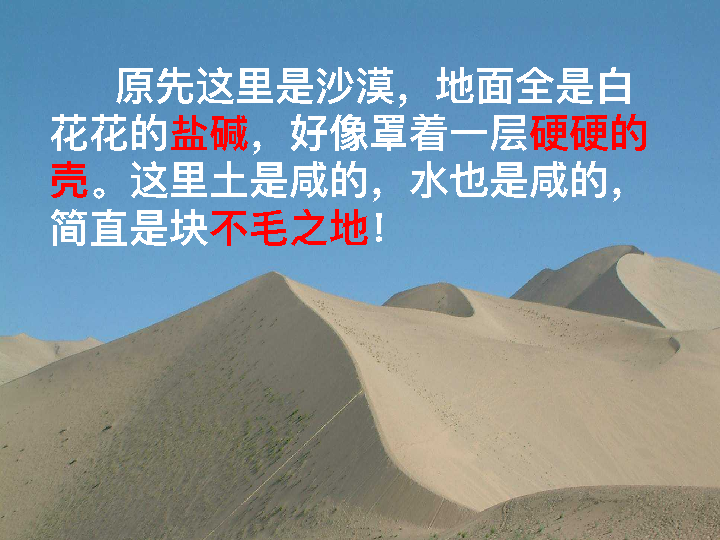 原先这里是沙漠，地面全是白
花花的盐碱，好像罩着一层硬硬的
壳。这里土是咸的，水也是咸的，
简直是块不毛之地！